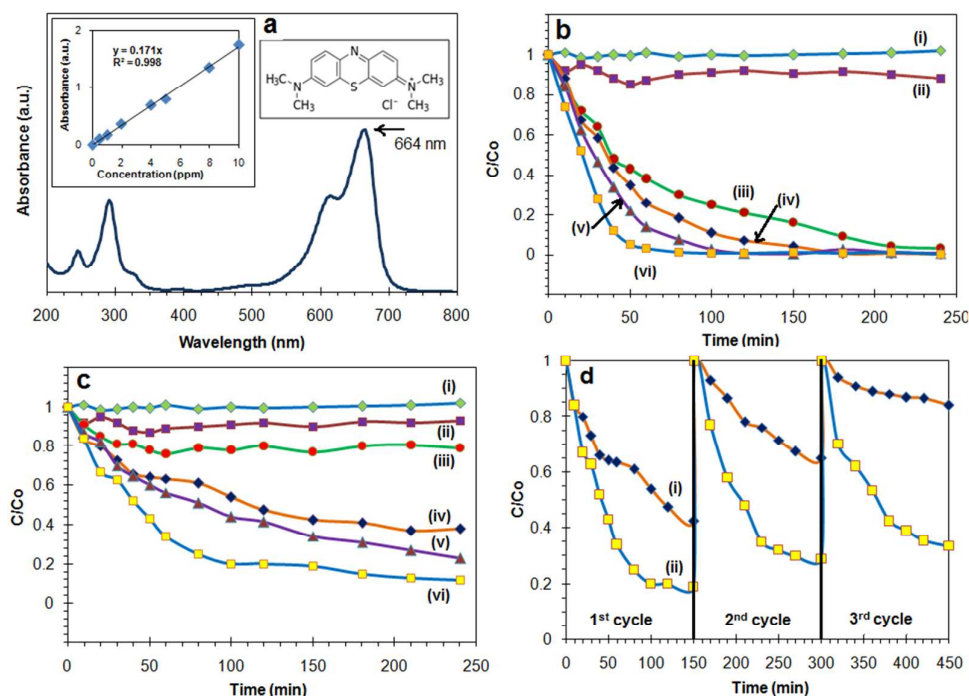 a
y = 0.171x
R² = 0.998
Absorbance (a.u.)
2
1
0
0 2 4 6 8 10
Concentration (ppm)
N
H₃C
N
S
N⁺
CH₃
CH₃
Cl⁻
CH₃
664 nm
Absorbance (a.u.)
200 300 400 500 600 700 800
Wavelength (nm)
b
(i)
(ii)
(iii)
(iv)
(v)
(vi)
C/Co
1
0.8
0.6
0.4
0.2
0
0 50 100 150 200 250
Time (min)
c
(i)
(ii)
(iii)
(iv)
(v)
(vi)
C/Co
1
0.8
0.6
0.4
0.2
0
0 50 100 150 200 250
Time (min)
d
(i)
(ii)
1st cycle
2nd cycle
3rd cycle
C/Co
1
0.8
0.6
0.4
0.2
0
0 50 100 150 200 250 300 350 400 450
Time (min)